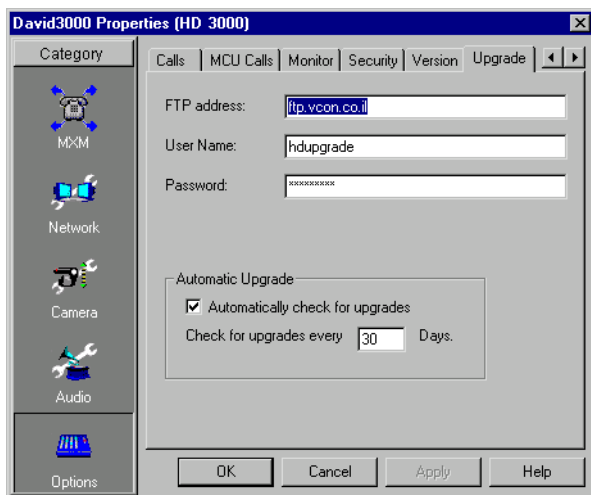 David3000 Properties (HD 3000)
Category
MXM
Network
Camera
Audio
Options
Calls MCU Calls Monitor Security Version Upgrade
FTP address: ftp.vcon.co.il
User Name: hdupgrade
Password: xxxxxxxxx
Automatic Upgrade
Automatically check for upgrades
Check for upgrades every 30 Days.
OK Cancel Apply Help